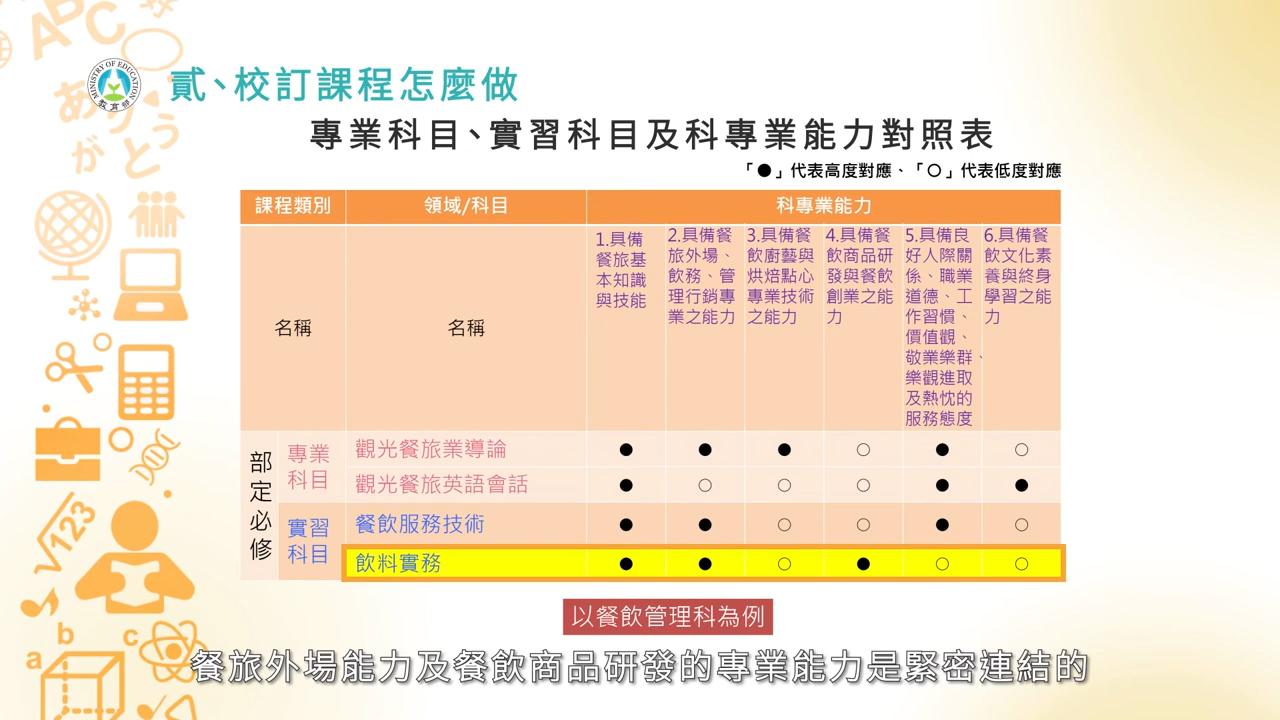 ABC
あ
り
う
が
と
MINISTRY OF EDUCATION
教育部
貳、校訂課程怎麼做
專業科目、實習科目及科專業能力對照表
「●」代表高度對應、「○」代表低度對應
課程類別 領域/科目 科專業能力
名稱 名稱
1.具備
餐旅基
本知識
與技能
2.具備餐
旅外場、
飲務、管
理行銷專
業之能力
3.具備餐
飲廚藝與
烘焙點心
專業技術
之能力
4.具備餐
飲商品研
發與餐飲
創業之能
力
5.具備良
好人際關
係、職業
道德、工
作習慣、
價值觀、
敬業樂群、
樂觀進取
及熱忱的
服務態度
6.具備餐
飲文化素
養與終身
學習之能
力
部定必修
專業
科目
觀光餐旅業導論 ● ● ● ○ ● ○
觀光餐旅英語會話 ● ○ ○ ○ ● ●
實習
科目
餐飲服務技術 ● ● ○ ○ ● ○
飲料實務 ● ● ○ ● ○ ○
以餐飲管理科為例
√123
a
b
c
餐旅外場能力及餐飲商品研發的專業能力是緊密連結的